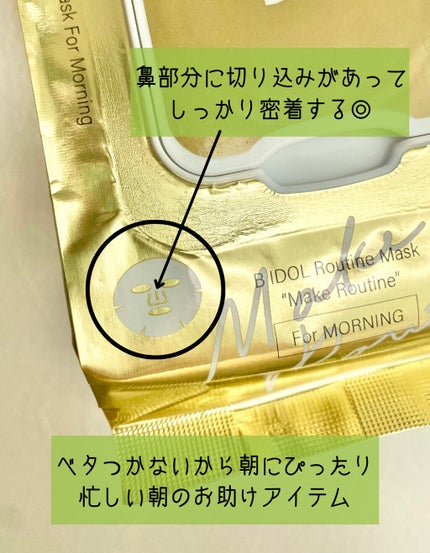 ask For Morning
鼻部分に切り込みがあって
しっかり密着する◎
B IDOL Routine Mask
"Make Routine"
For MORNING
Make
ベタつかないから朝にぴったり
忙しい朝のお助けアイテム